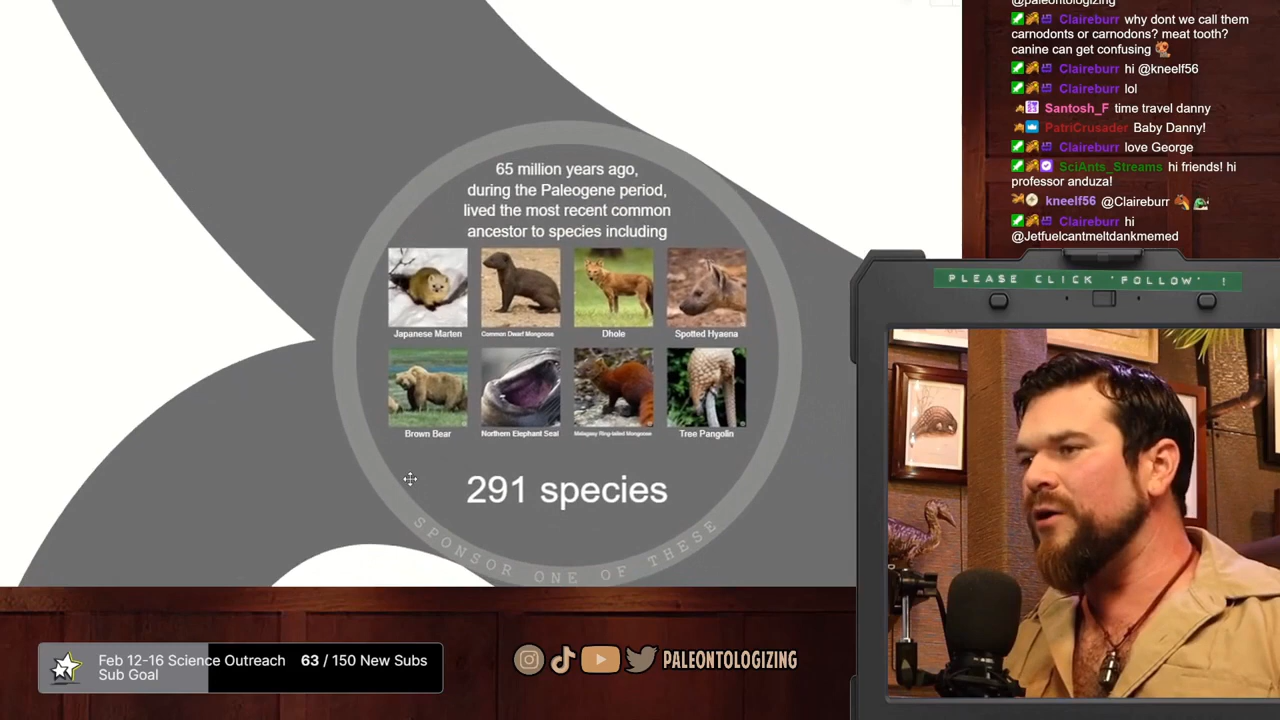 @paleontologizing
Claireburr why dont we call them
carnodonts or carnodons? meat tooth?
canine can get confusing
Claireburr hi @kneelf56
Claireburr lol
Santosh_F time travel danny
PatriCrusader Baby Danny!
Claireburr love George
SciAnts_Streams hi friends! hi
professor anduza!
kneelf56 @Claireburr
Claireburr hi
@Jetfuelcantmeltdankmemed
65 million years ago,
during the Paleogene period,
lived the most recent common
ancestor to species including
Japanese Marten
Common Dwarf Mongoose
Dhole
Spotted Hyaena
Brown Bear
Northern Elephant Seal
Malagasy Ring-tailed Mongoose
Tree Pangolin
291 species
SPONSOR ONE OF THESE
PLEASE CLICK "FOLLOW" !
Feb 12-16 Science Outreach 63 / 150 New Subs
Sub Goal
PALEONTOLOGIZING